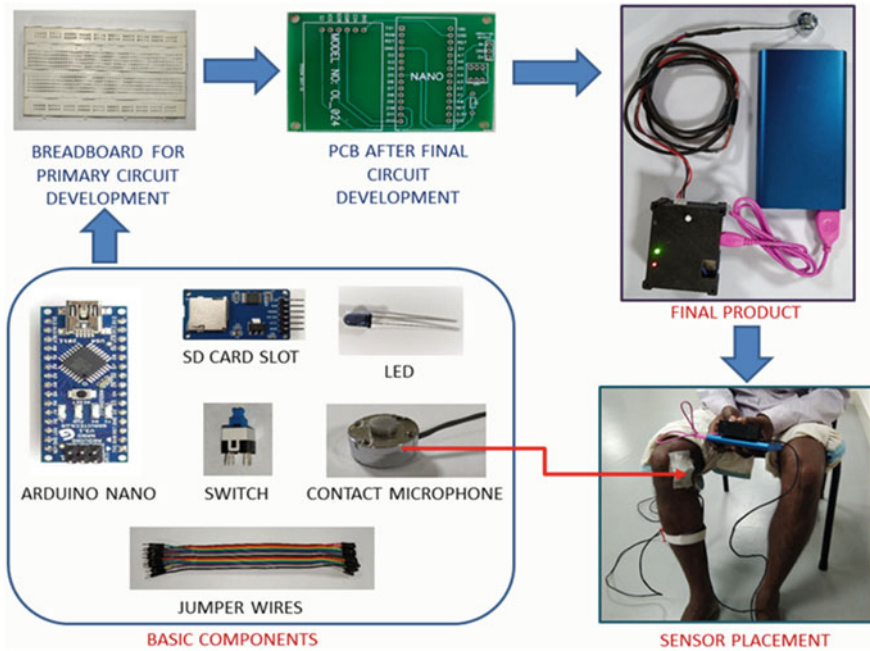 BREADBOARD FOR
PRIMARY CIRCUIT
DEVELOPMENT
MODEL NO: OL_024
NANO
PCB AFTER FINAL
CIRCUIT
DEVELOPMENT
FINAL PRODUCT
SD CARD SLOT
LED
ARDUINO NANO
SWITCH
CONTACT MICROPHONE
JUMPER WIRES
BASIC COMPONENTS
SENSOR PLACEMENT